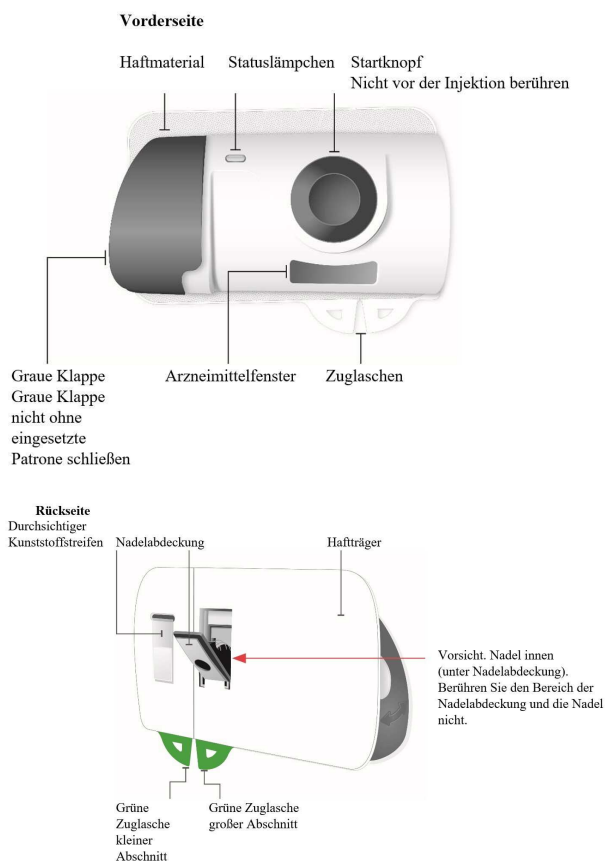 Vorderseite
Haftmaterial
Statuslämpchen
Startknopf
Nicht vor der Injektion berühren
Graue Klappe
Graue Klappe
nicht ohne
eingesetzte
Patrone schließen
Arzneimittelfenster
Zuglaschen
Rückseite
Durchsichtiger
Kunststoffstreifen
Nadelabdeckung
Haftträger
Vorsicht. Nadel innen
(unter Nadelabdeckung).
Berühren Sie den Bereich der
Nadelabdeckung und die Nadel
nicht.
Grüne
Zuglasche
kleiner
Abschnitt
Grüne Zuglasche
großer Abschnitt